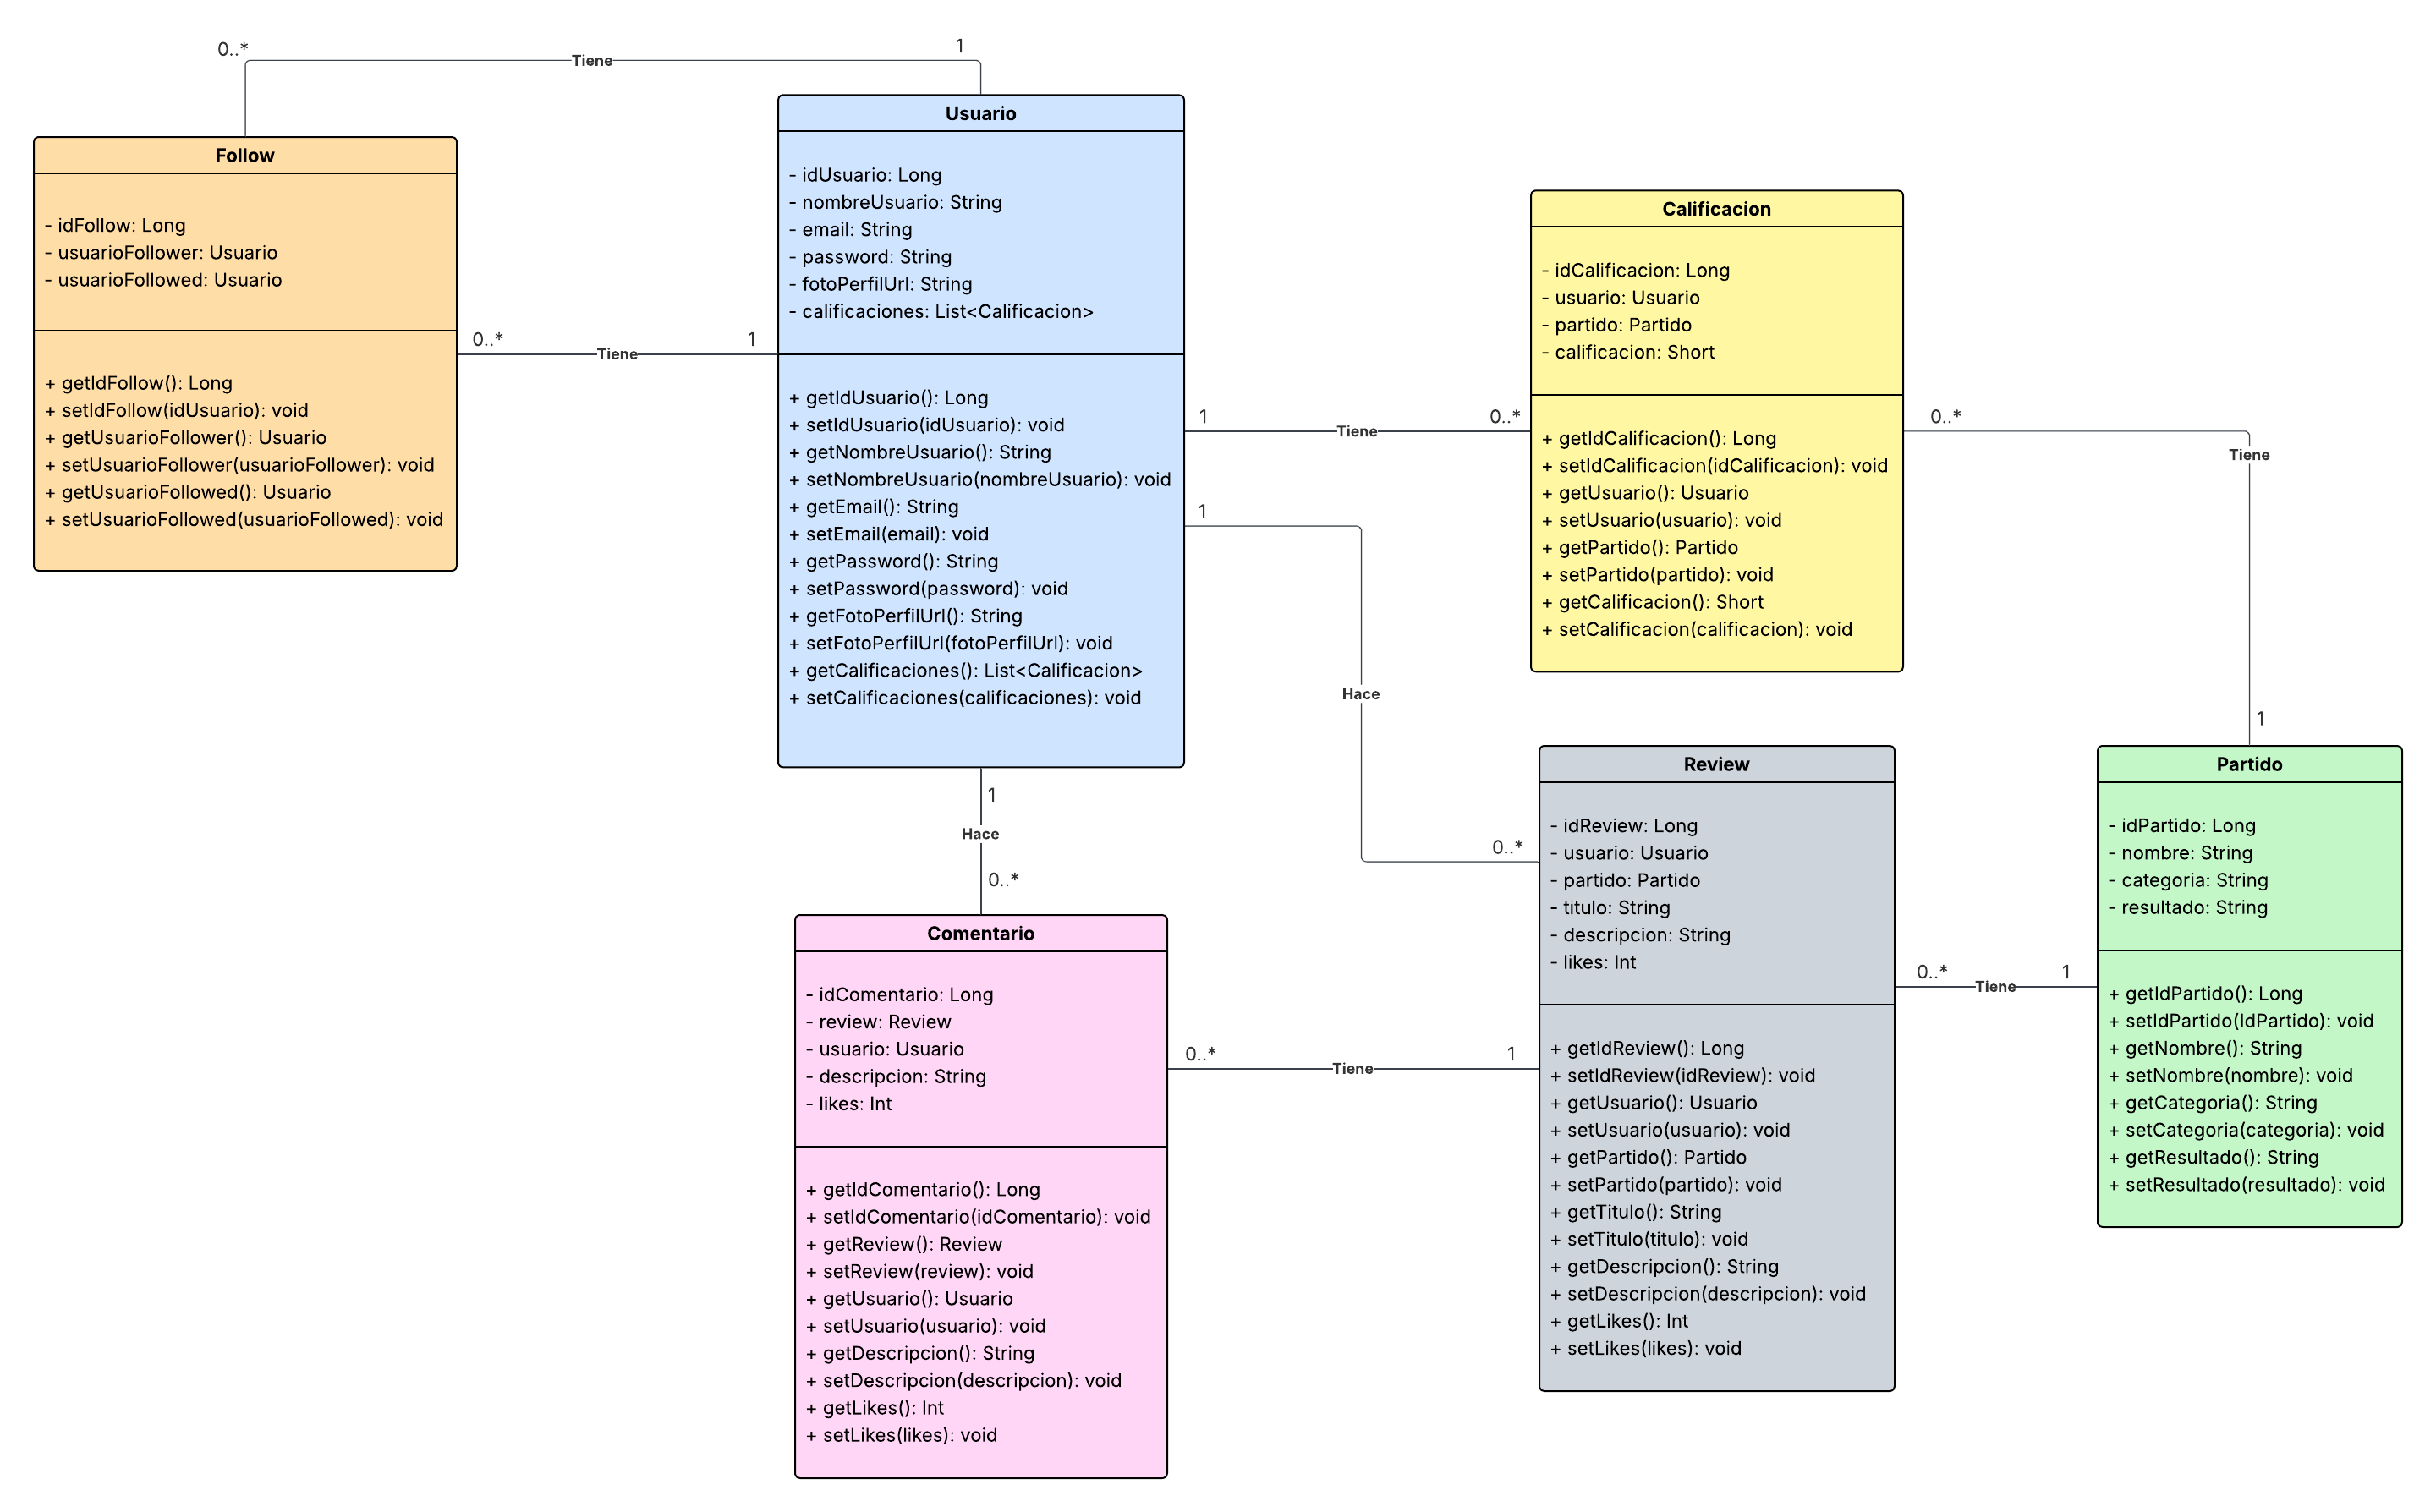 0..*
Tiene
1
Follow
- idFollow: Long
- usuarioFollower: Usuario
- usuarioFollowed: Usuario
+ getIdFollow(): Long
+ setIdFollow(idUsuario): void
+ getUsuarioFollower(): Usuario
+ setUsuarioFollower(usuarioFollower): void
+ getUsuarioFollowed(): Usuario
+ setUsuarioFollowed(usuarioFollowed): void
0..*
Tiene
1
Usuario
- idUsuario: Long
- nombreUsuario: String
- email: String
- password: String
- fotoPerfilUrl: String
- calificaciones: List<Calificacion>
+ getIdUsuario(): Long
+ setIdUsuario(idUsuario): void
+ getNombreUsuario(): String
+ setNombreUsuario(nombreUsuario): void
+ getEmail(): String
+ setEmail(email): void
+ getPassword(): String
+ setPassword(password): void
+ getFotoPerfilUrl(): String
+ setFotoPerfilUrl(fotoPerfilUrl): void
+ getCalificaciones(): List<Calificacion>
+ setCalificaciones(calificaciones): void
1
Tiene
0..*
Calificacion
- idCalificacion: Long
- usuario: Usuario
- partido: Partido
- calificacion: Short
+ getIdCalificacion(): Long
+ setIdCalificacion(idCalificacion): void
+ getUsuario(): Usuario
+ setUsuario(usuario): void
+ getPartido(): Partido
+ setPartido(partido): void
+ getCalificacion(): Short
+ setCalificacion(calificacion): void
0..*
Tiene
1
1
Hace
0..*
1
Hace
0..*
Comentario
- idComentario: Long
- review: Review
- usuario: Usuario
- descripcion: String
- likes: Int
+ getIdComentario(): Long
+ setIdComentario(idComentario): void
+ getReview(): Review
+ setReview(review): void
+ getUsuario(): Usuario
+ setUsuario(usuario): void
+ getDescripcion(): String
+ setDescripcion(descripcion): void
+ getLikes(): Int
+ setLikes(likes): void
0..*
Tiene
1
Review
- idReview: Long
- usuario: Usuario
- partido: Partido
- titulo: String
- descripcion: String
- likes: Int
+ getIdReview(): Long
+ setIdReview(idReview): void
+ getUsuario(): Usuario
+ setUsuario(usuario): void
+ getPartido(): Partido
+ setPartido(partido): void
+ getTitulo(): String
+ setTitulo(titulo): void
+ getDescripcion(): String
+ setDescripcion(descripcion): void
+ getLikes(): Int
+ setLikes(likes): void
0..*
Tiene
1
Partido
- idPartido: Long
- nombre: String
- categoria: String
- resultado: String
+ getIdPartido(): Long
+ setIdPartido(IdPartido): void
+ getNombre(): String
+ setNombre(nombre): void
+ getCategoria(): String
+ setCategoria(categoria): void
+ getResultado(): String
+ setResultado(resultado): void